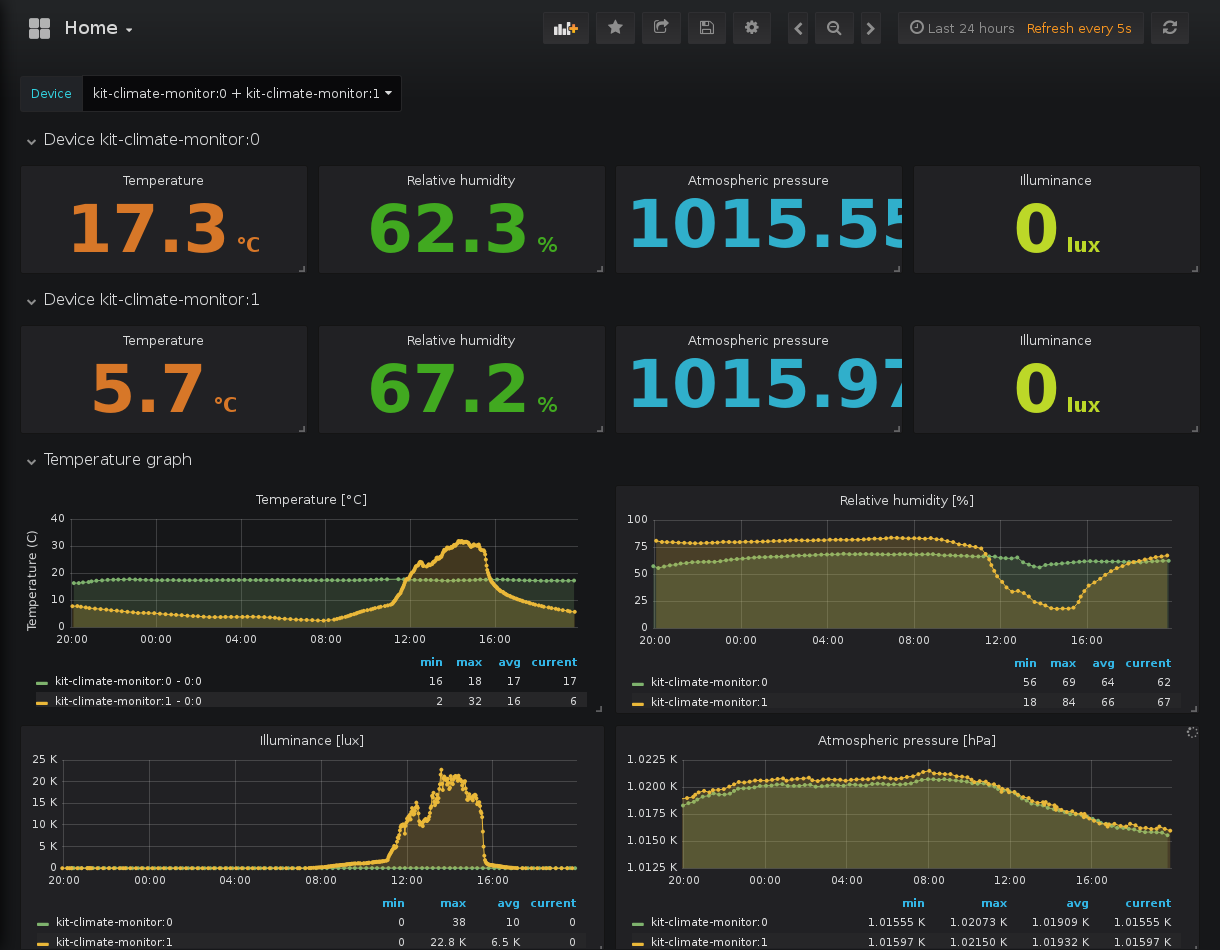 Home
Last 24 hours Refresh every 5s
Device kit-climate-monitor:0 + kit-climate-monitor:1
Device kit-climate-monitor:0
Temperature Relative humidity Atmospheric pressure Illuminance
17.3 °C 62.3 % 1015.55 0 lux
Device kit-climate-monitor:1
Temperature Relative humidity Atmospheric pressure Illuminance
5.7 °C 67.2 % 1015.97 0 lux
Temperature graph
Temperature [°C]
Temperature (C)
40
30
20
10
0
20:00 00:00 04:00 08:00 12:00 16:00
min max avg current
kit-climate-monitor:0 - 0:0 16 18 17 17
kit-climate-monitor:1 - 0:0 2 32 16 6
Relative humidity [%]
100
75
50
25
0
20:00 00:00 04:00 08:00 12:00 16:00
min max avg current
kit-climate-monitor:0 56 69 64 62
kit-climate-monitor:1 18 84 66 67
Illuminance [lux]
25 K
20 K
15 K
10 K
5 K
0
20:00 00:00 04:00 08:00 12:00 16:00
min max avg current
kit-climate-monitor:0 0 38 10 0
kit-climate-monitor:1 0 22.8 K 6.5 K 0
Atmospheric pressure [hPa]
1.0225 K
1.0200 K
1.0175 K
1.0150 K
1.0125 K
20:00 00:00 04:00 08:00 12:00 16:00
min max avg current
kit-climate-monitor:0 1.01555 K 1.02073 K 1.01909 K 1.01555 K
kit-climate-monitor:1 1.01597 K 1.02150 K 1.01932 K 1.01597 K